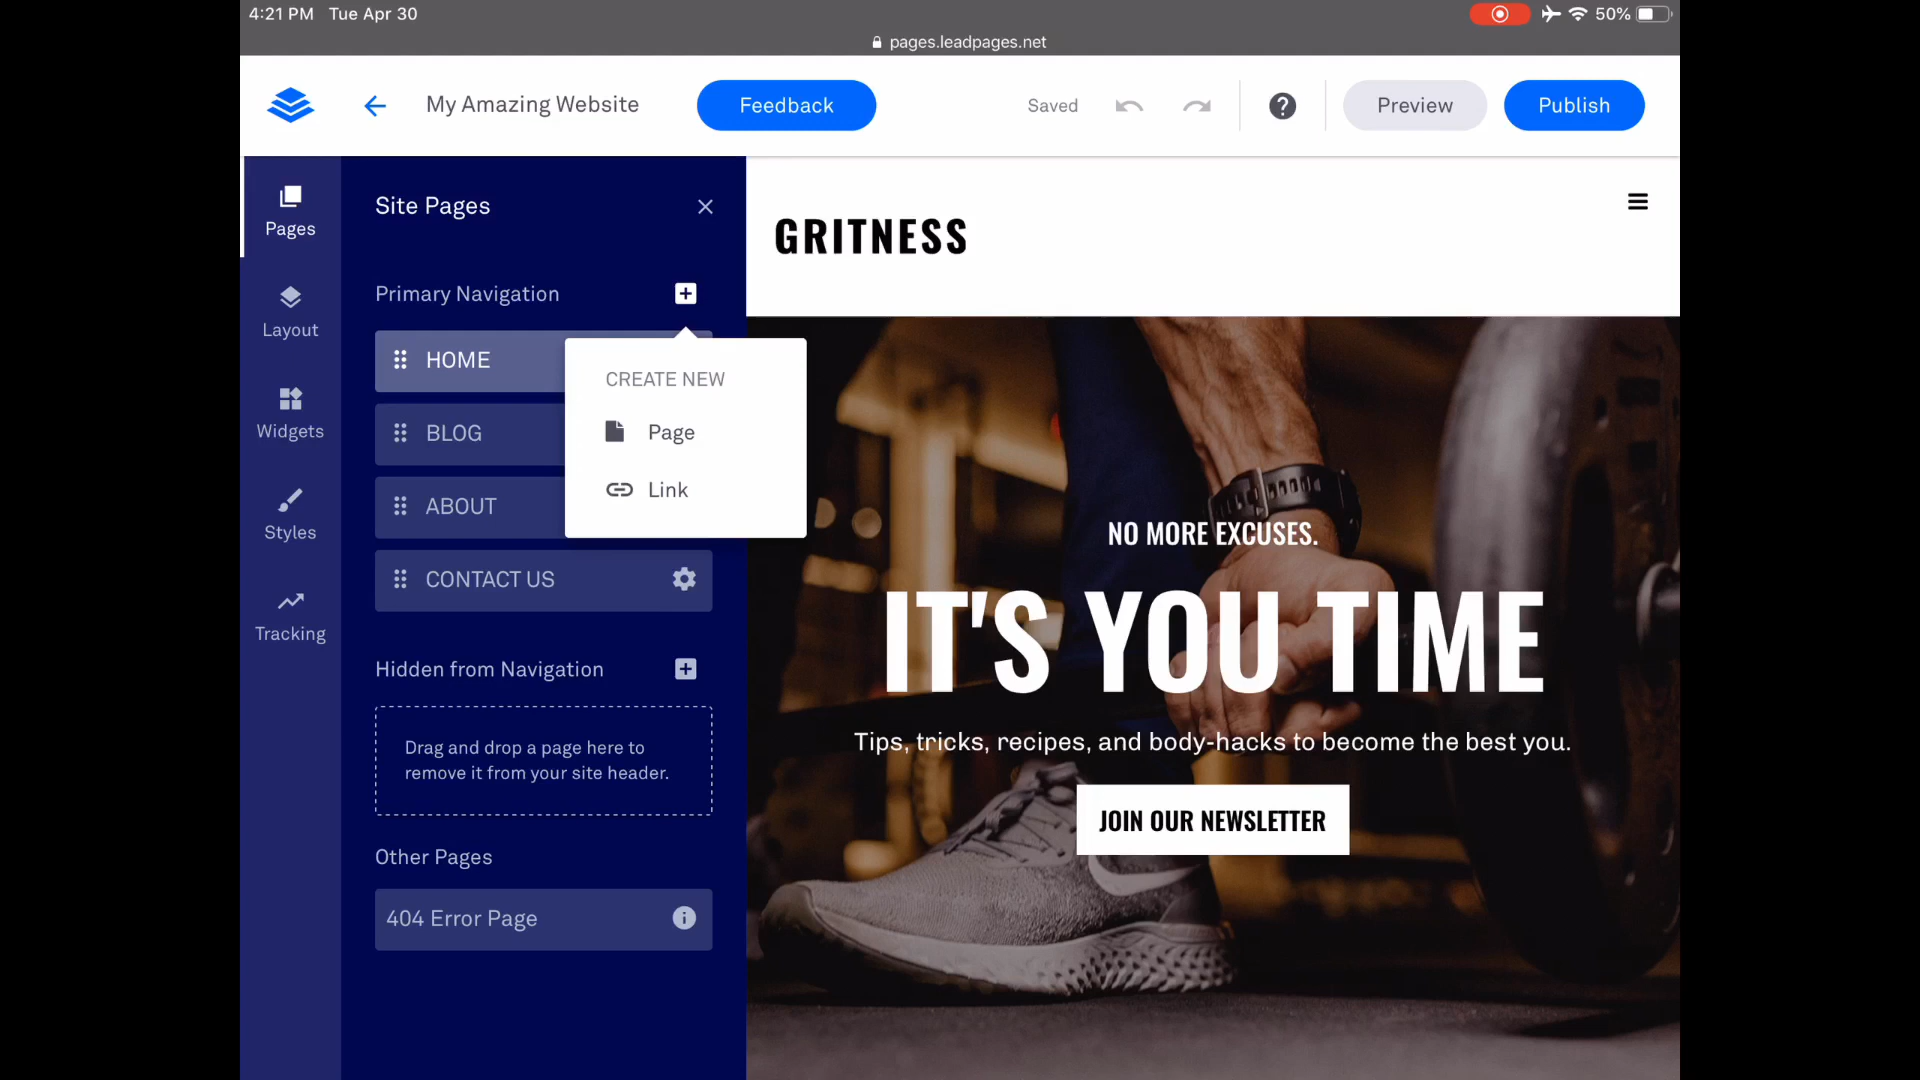 4:21 PM Tue Apr 30
50%
pages.leadpages.net
My Amazing Website
Feedback
Saved
Preview
Publish
Pages
Layout
Widgets
Styles
Tracking
Site Pages
Primary Navigation
HOME
BLOG
ABOUT
CONTACT US
CREATE NEW
Page
Link
Hidden from Navigation
Drag and drop a page here to
remove it from your site header.
Other Pages
404 Error Page
GRITNESS
NO MORE EXCUSES.
IT'S YOU TIME
Tips, tricks, recipes, and body-hacks to become the best you.
JOIN OUR NEWSLETTER